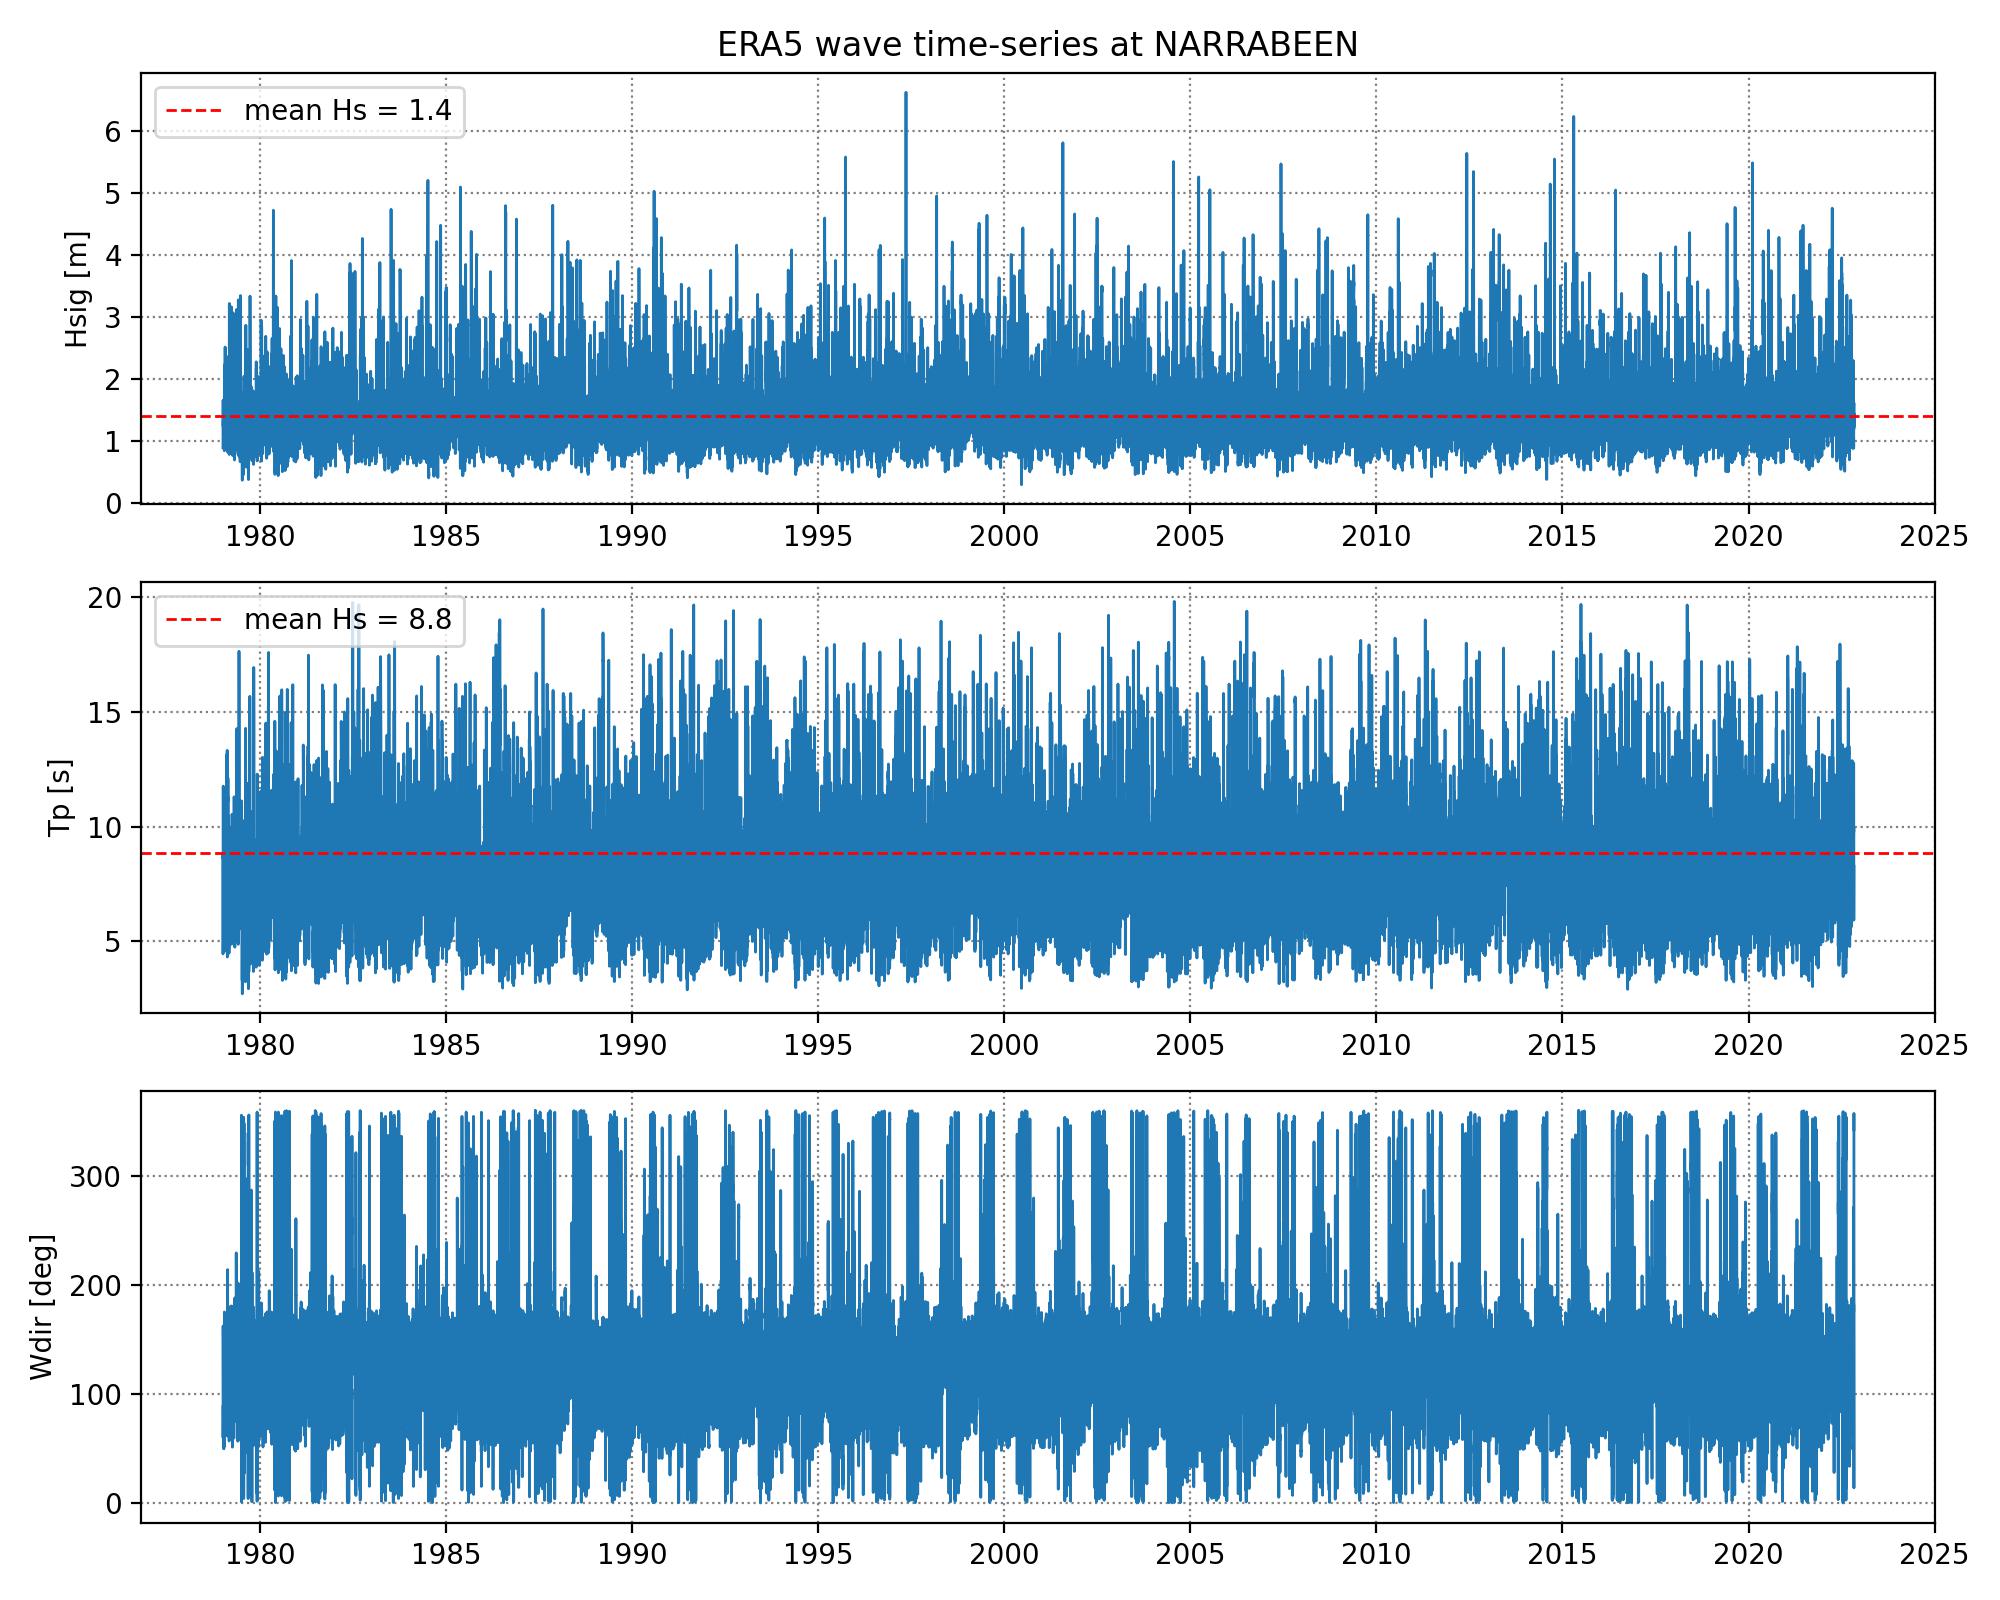 ERA5 wave time-series at NARRABEEN
mean Hs = 1.4
Hsig [m]
6
5
4
3
2
1
0
1980 1985 1990 1995 2000 2005 2010 2015 2020 2025
mean Hs = 8.8
Tp [s]
20
15
10
5
1980 1985 1990 1995 2000 2005 2010 2015 2020 2025
Wdir [deg]
300
200
100
0
1980 1985 1990 1995 2000 2005 2010 2015 2020 2025